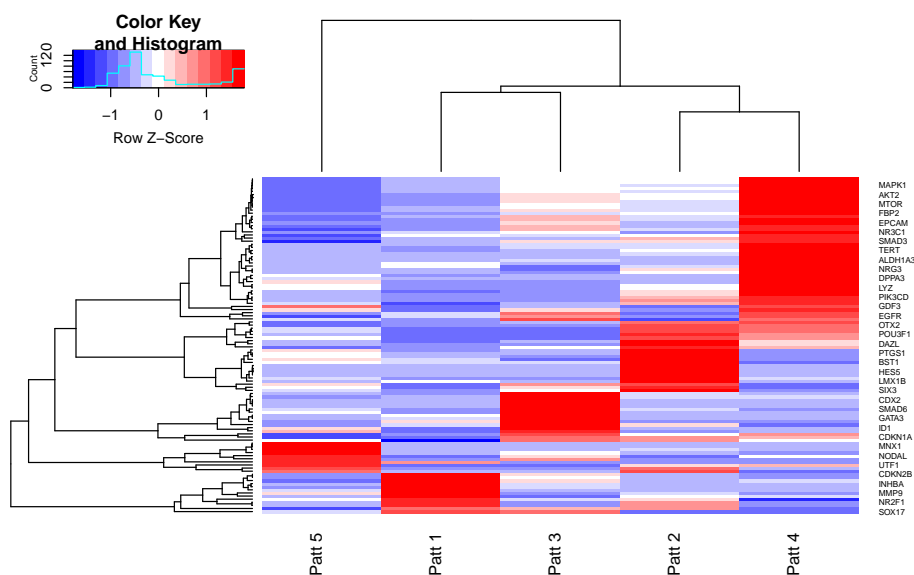 Color Key
and Histogram
Count
0
120
−1
0
1
Row Z−Score
MAPK1
AKT2
MTOR
FBP2
EPCAM
NR3C1
SMAD3
TERT
ALDH1A3
NRG3
DPPA3
LYZ
PIK3CD
GDF3
EGFR
OTX2
POU3F1
DAZL
PTGS1
BST1
HES5
LMX1B
SIX3
CDX2
SMAD6
GATA3
ID1
CDKN1A
MNX1
NODAL
UTF1
CDKN2B
INHBA
MMP9
NR2F1
SOX17
Patt 5
Patt 1
Patt 3
Patt 2
Patt 4